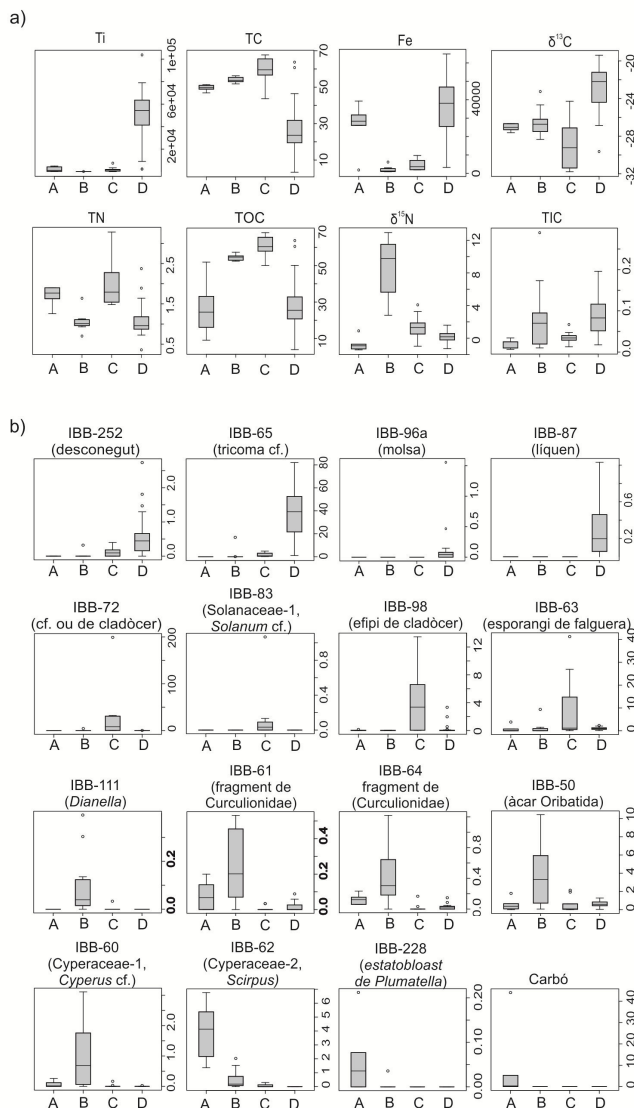 a)
Ti TC Fe δ¹³C
2e+04 6e+04 1e+05
10 30 50 70
0 40000
-32 -28 -24 -20
A B C D A B C D A B C D A B C D
TN TOC δ¹⁵N TIC
0.5 1.5 2.5
10 30 50 70
0 4 8 12
0.0 0.1 0.2
A B C D A B C D A B C D A B C D
b)
IBB-252 IBB-65 IBB-96a IBB-87
(desconegut) (tricoma cf.) (molsa) (líquen)
0.0 1.0 2.0
0 20 40 60 80
0.0 0.5 1.0
0.2 0.6
A B C D A B C D A B C D A B C D
IBB-72 IBB-83 IBB-98 IBB-63
(cf. ou de cladòcer) (Solanaceae-1, (efipi de cladòcer) (esporangi de falguera)
Solanum cf.)
0 100 200
0.0 0.4 0.8
0 4 8 12
0 10 20 30 40
A B C D A B C D A B C D A B C D
IBB-111 IBB-61 IBB-64 IBB-50
(Dianella) (fragment de fragment de (àcar Oribatida)
Curculionidae) (Curculionidae)
0.0 0.2
0.0 0.2 0.4
0.0 0.4 0.8
0 2 4 6 8 10
A B C D A B C D A B C D A B C D
IBB-60 IBB-62 IBB-228 Carbó
(Cyperaceae-1, (Cyperaceae-2, (estatobloast
Cyperus cf.) Scirpus) de Plumatella)
0.0 1.0 2.0
0 1 2 3 4 5 6
0.00 0.10 0.20
0 10 20 30 40
A B C D A B C D A B C D A B C D